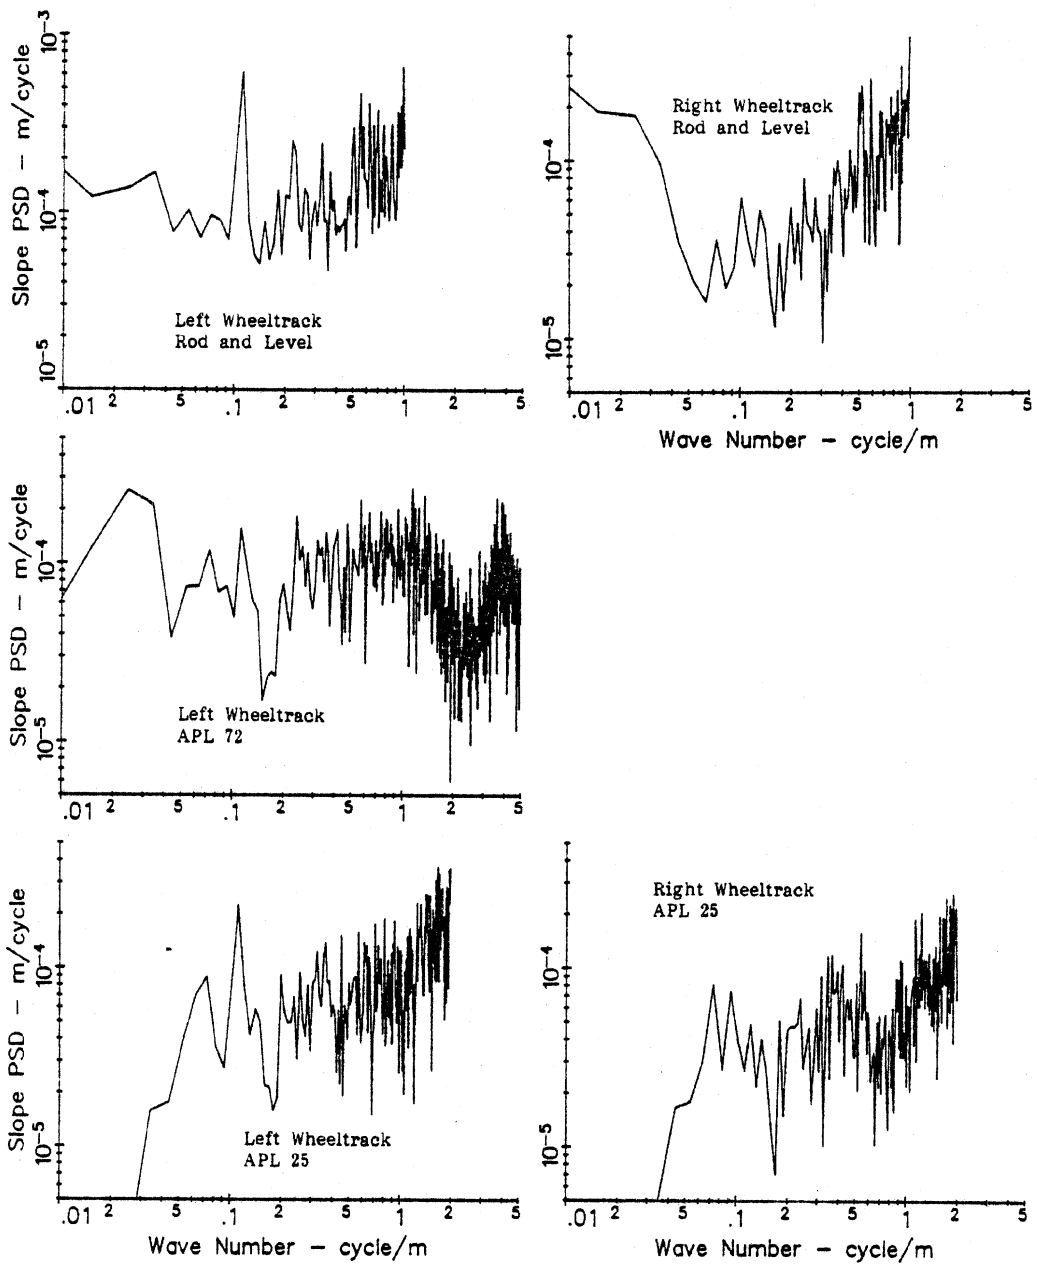 Slope PSD – m/cycle
10⁻³
10⁻⁴
10⁻⁵
Left Wheeltrack
Rod and Level
.01 2 5 .1 2 5 1 2 5
Right Wheeltrack
Rod and Level
10⁻⁴
10⁻⁵
.01 2 5 .1 2 5 1 2 5
Wave Number – cycle/m
Slope PSD – m/cycle
10⁻⁴
10⁻⁵
Left Wheeltrack
APL 72
.01 2 5 .1 2 5 1 2 5
Slope PSD – m/cycle
10⁻⁴
10⁻⁵
Left Wheeltrack
APL 25
.01 2 5 .1 2 5 1 2 5
Wave Number – cycle/m
Right Wheeltrack
APL 25
10⁻⁴
10⁻⁵
.01 2 5 .1 2 5 1 2 5
Wave Number – cycle/m